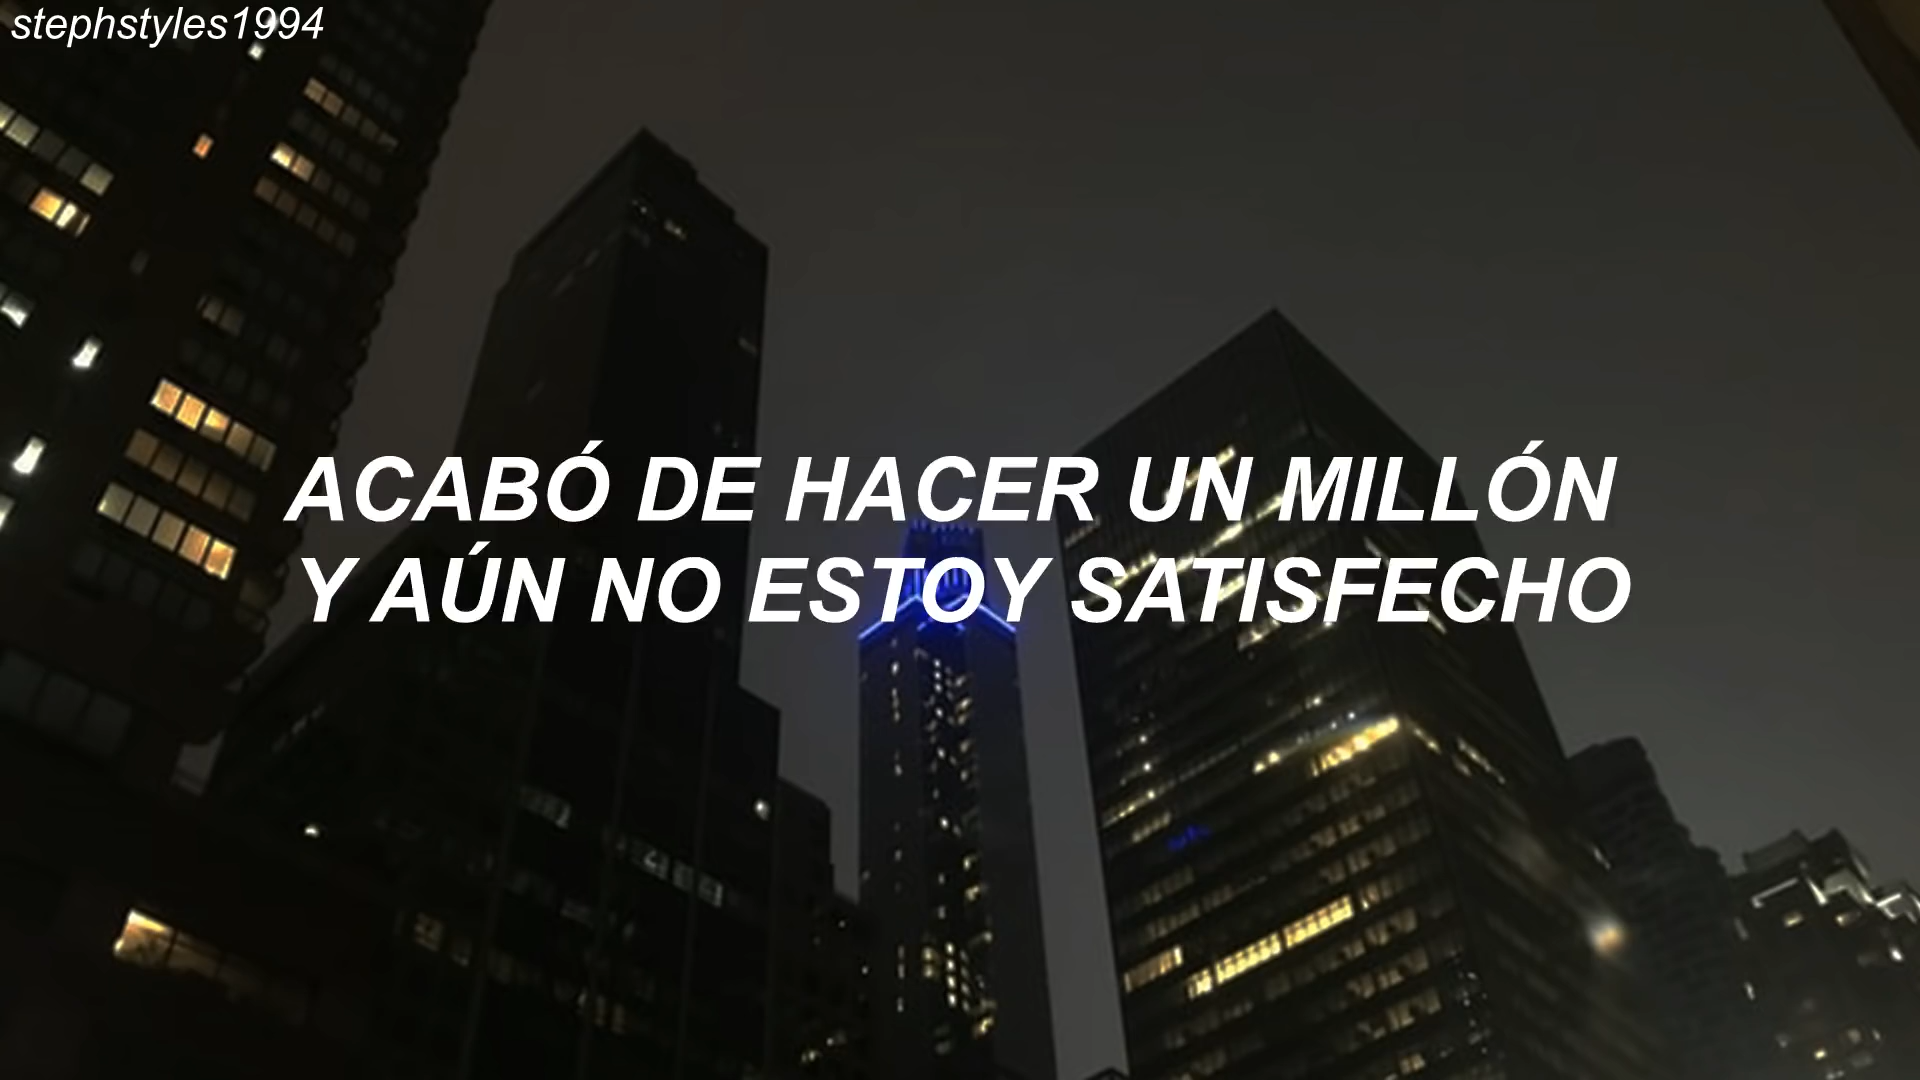 stephstyles1994
ACABÓ DE HACER UN MILLÓN
Y AÚN NO ESTOY SATISFECHO